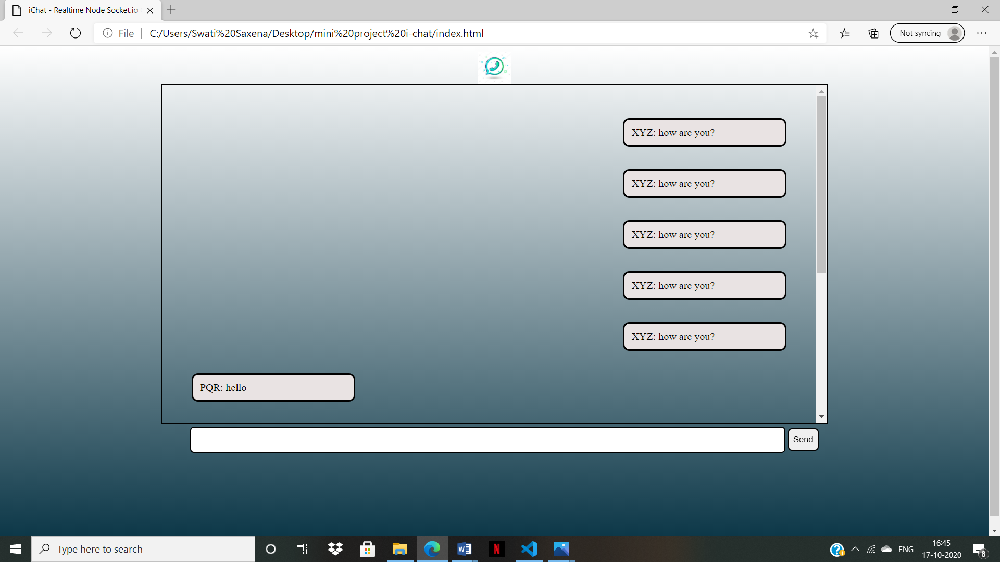 iChat - Realtime Node Socket.io
File
C:/Users/Swati%20Saxena/Desktop/mini%20project%20i-chat/index.html
Not syncing
XYZ: how are you?
XYZ: how are you?
XYZ: how are you?
XYZ: how are you?
XYZ: how are you?
PQR: hello
Send
Type here to search
W
N
ENG
16:45
17-10-2020
8